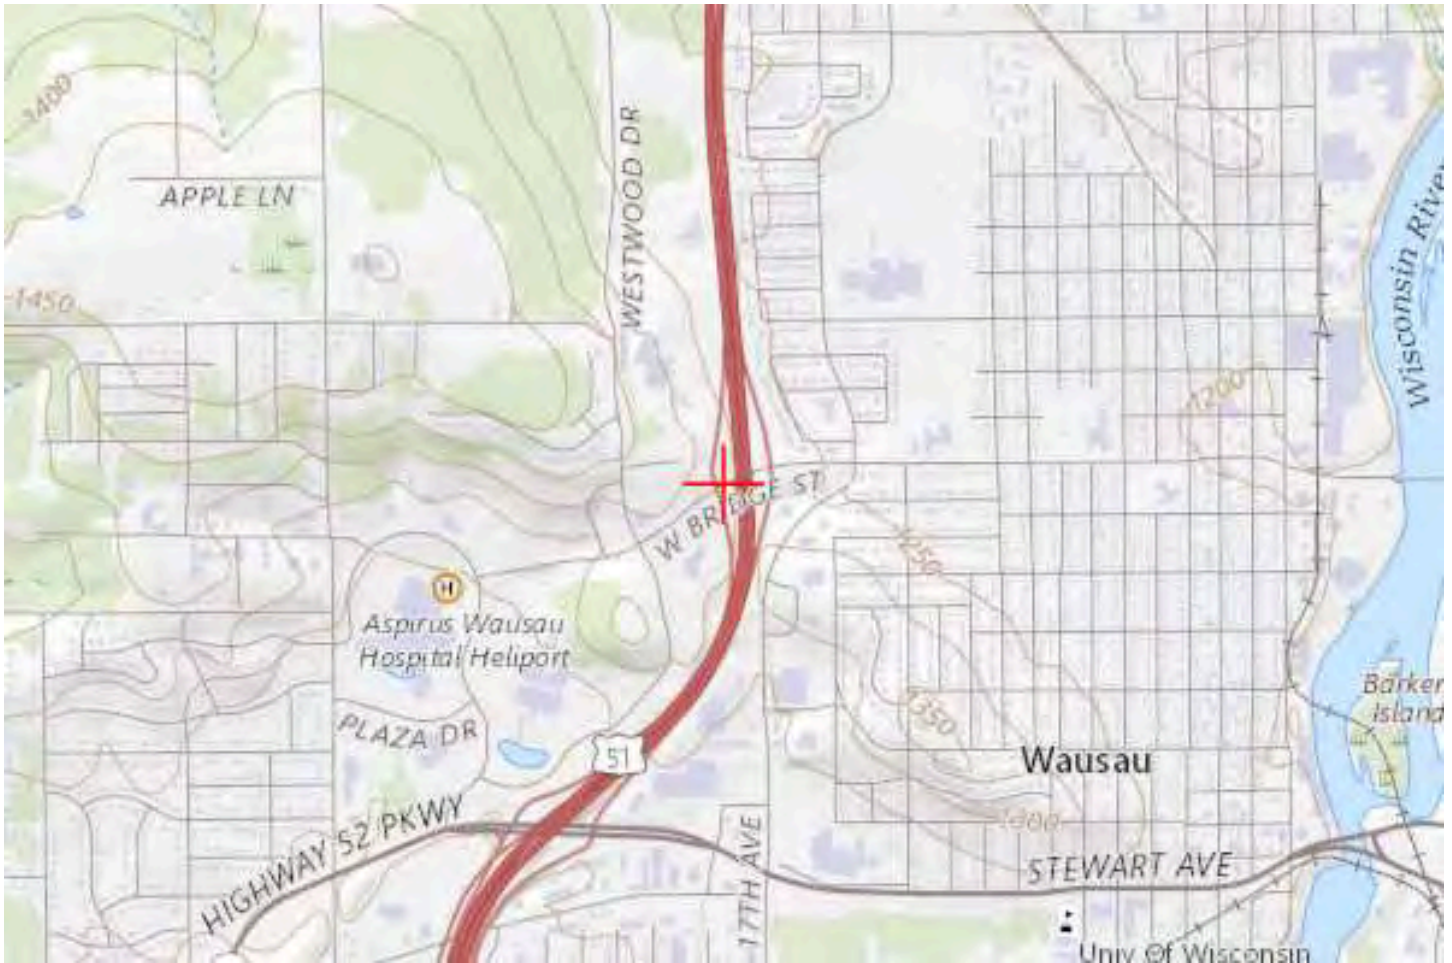 1400
APPLE LN
WESTWOOD DR
Wisconsin River
1450
1200
W BRIDGE ST
1250
H
Aspirus Wausau
Hospital Heliport
Barker
Island
PLAZA DR
1350
51
Wausau
HIGHWAY 52 PKWY
17TH AVE
1300
STEWART AVE
Univ Of Wisconsin